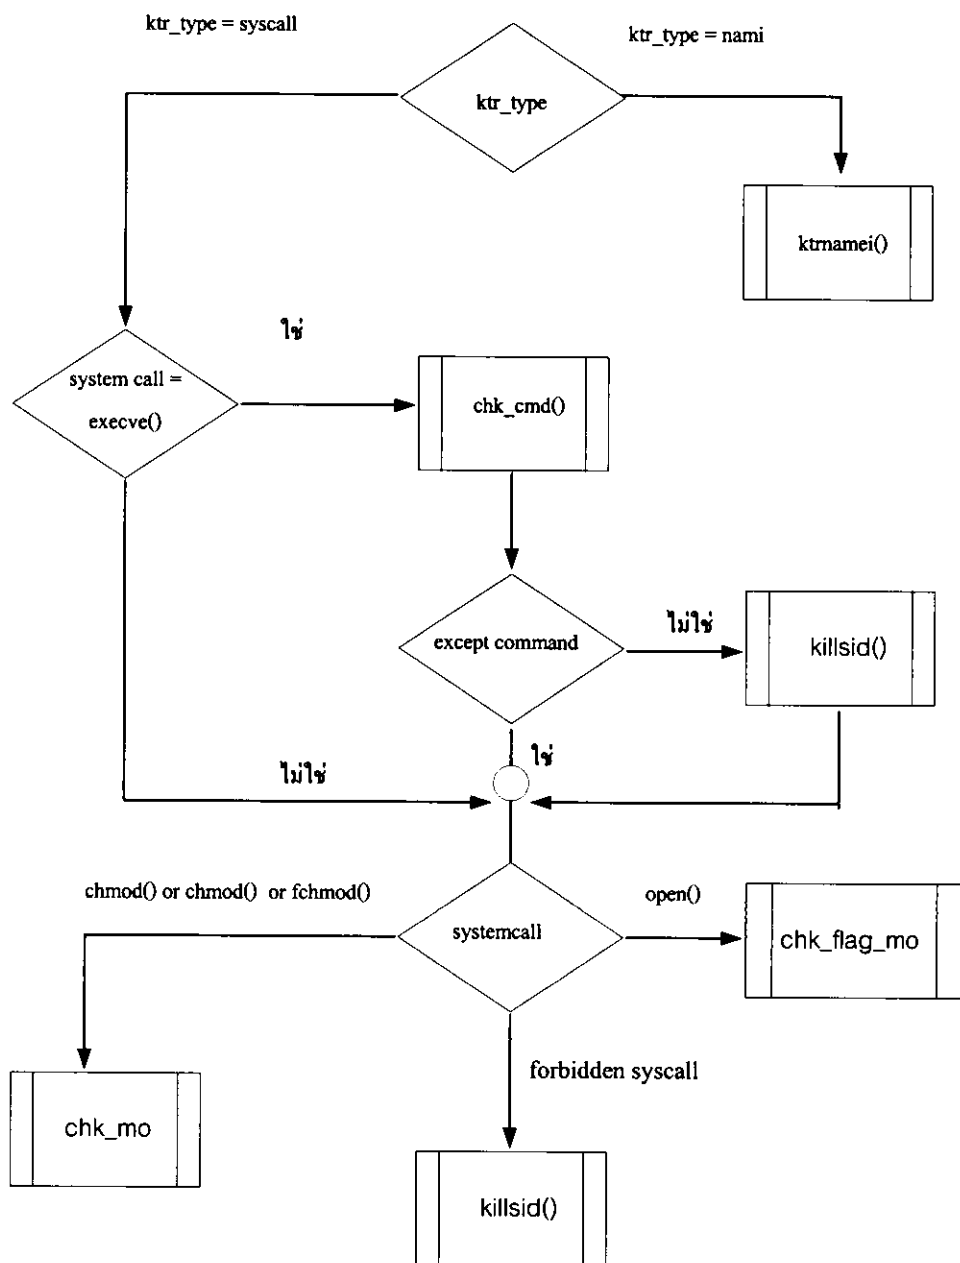 ktr_type = syscall
ktr_type = nami
ktr_type
ktrnamei()
ใช่
system call =
execve()
chk_cmd()
except command
ไม่ใช่
killsid()
ใช่
ไม่ใช่
chmod() or chmod()  or fchmod()
open()
systemcall
chk_flag_mo
forbidden syscall
chk_mo
killsid()